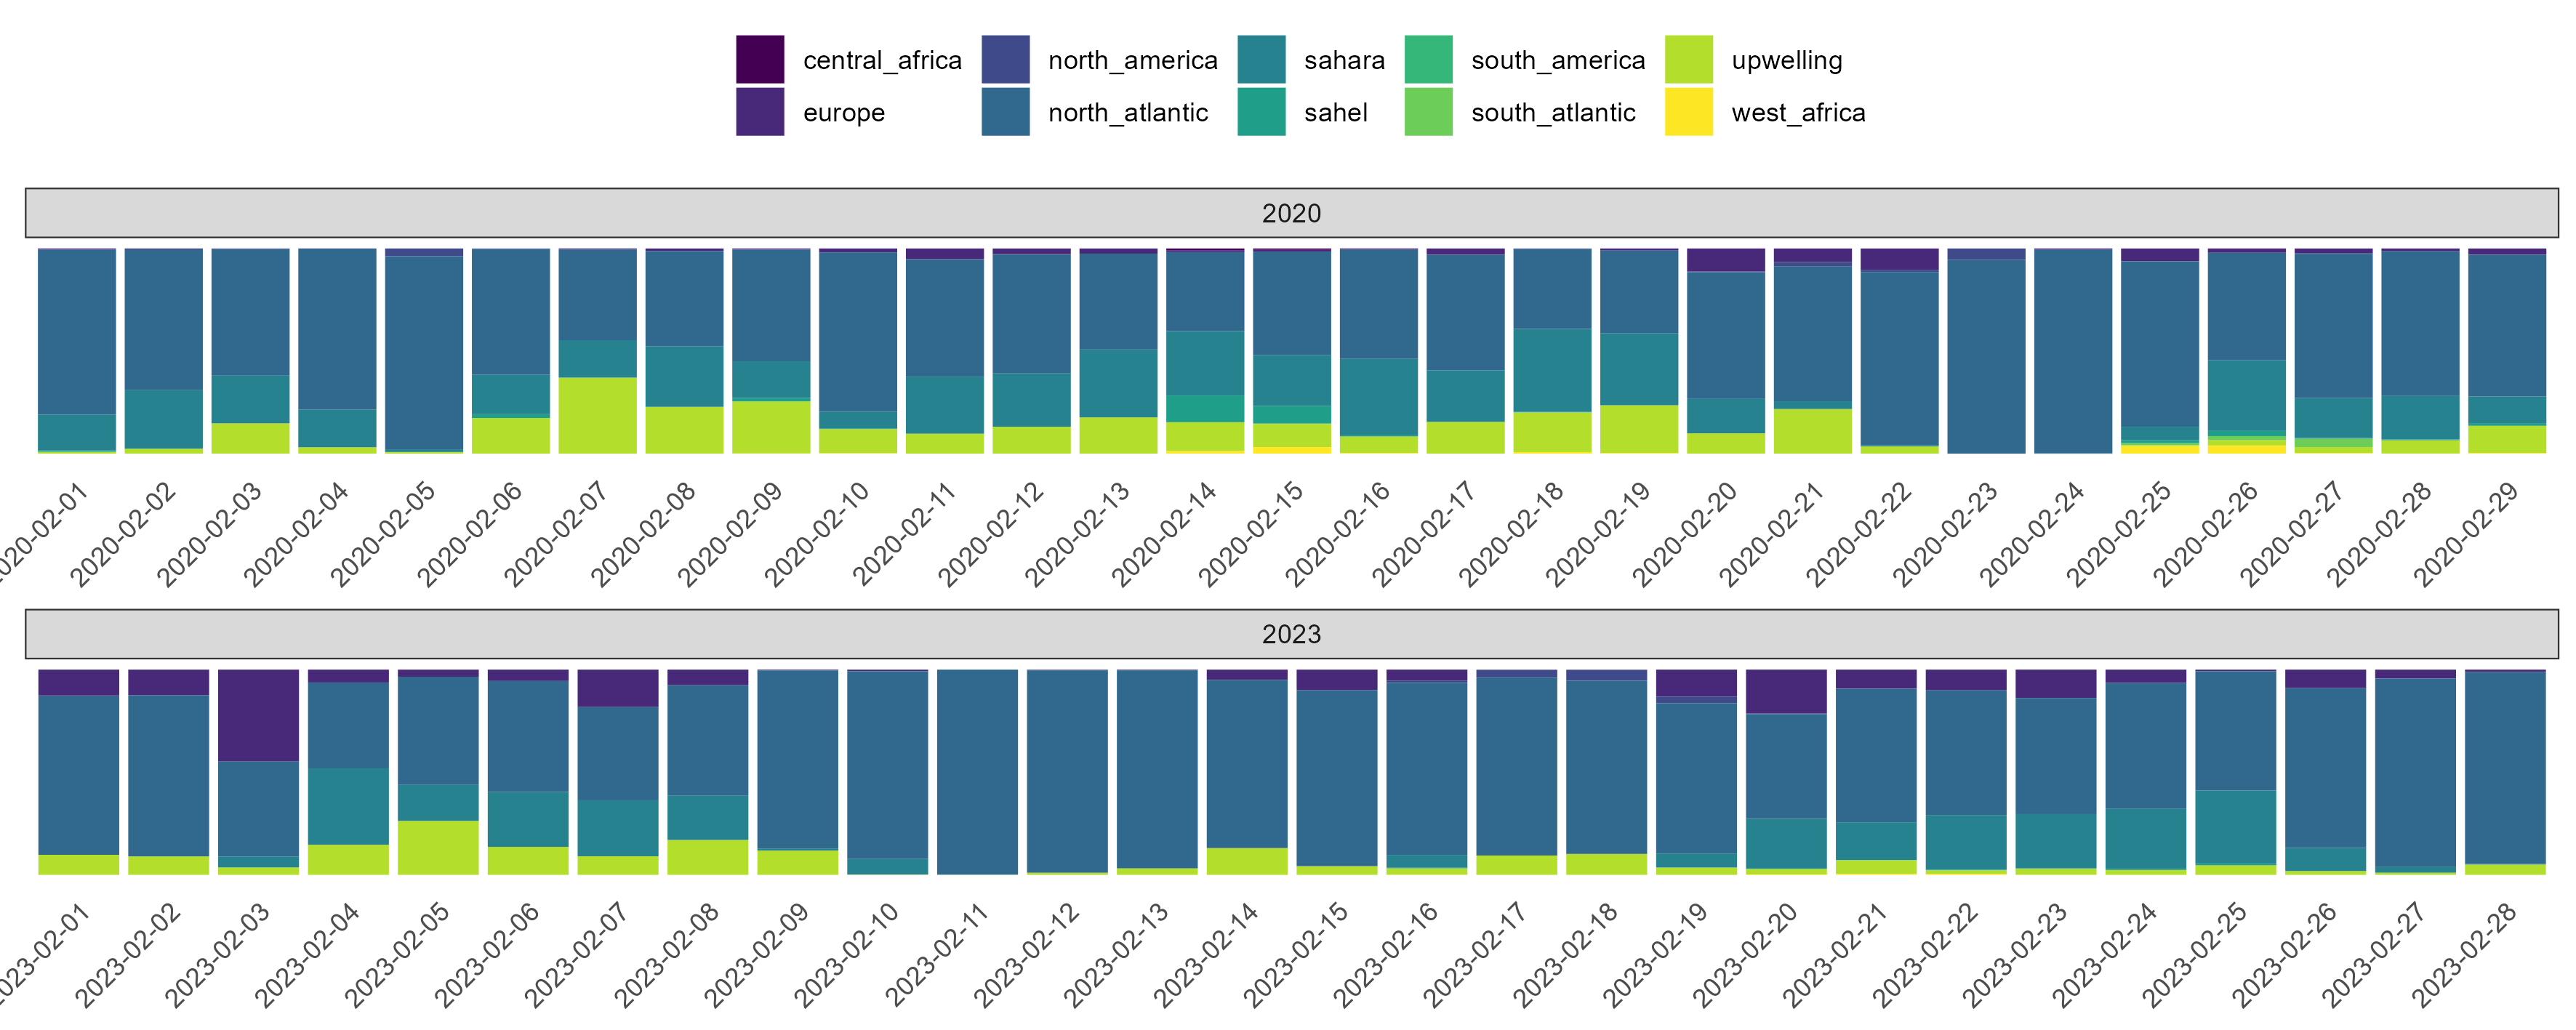 central_africa north_america sahara south_america upwelling
europe north_atlantic sahel south_atlantic west_africa
2020
2020-02-01 2020-02-02 2020-02-03 2020-02-04 2020-02-05 2020-02-06 2020-02-07 2020-02-08 2020-02-09 2020-02-10 2020-02-11 2020-02-12 2020-02-13 2020-02-14 2020-02-15 2020-02-16 2020-02-17 2020-02-18 2020-02-19 2020-02-20 2020-02-21 2020-02-22 2020-02-23 2020-02-24 2020-02-25 2020-02-26 2020-02-27 2020-02-28 2020-02-29
2023
2023-02-01 2023-02-02 2023-02-03 2023-02-04 2023-02-05 2023-02-06 2023-02-07 2023-02-08 2023-02-09 2023-02-10 2023-02-11 2023-02-12 2023-02-13 2023-02-14 2023-02-15 2023-02-16 2023-02-17 2023-02-18 2023-02-19 2023-02-20 2023-02-21 2023-02-22 2023-02-23 2023-02-24 2023-02-25 2023-02-26 2023-02-27 2023-02-28